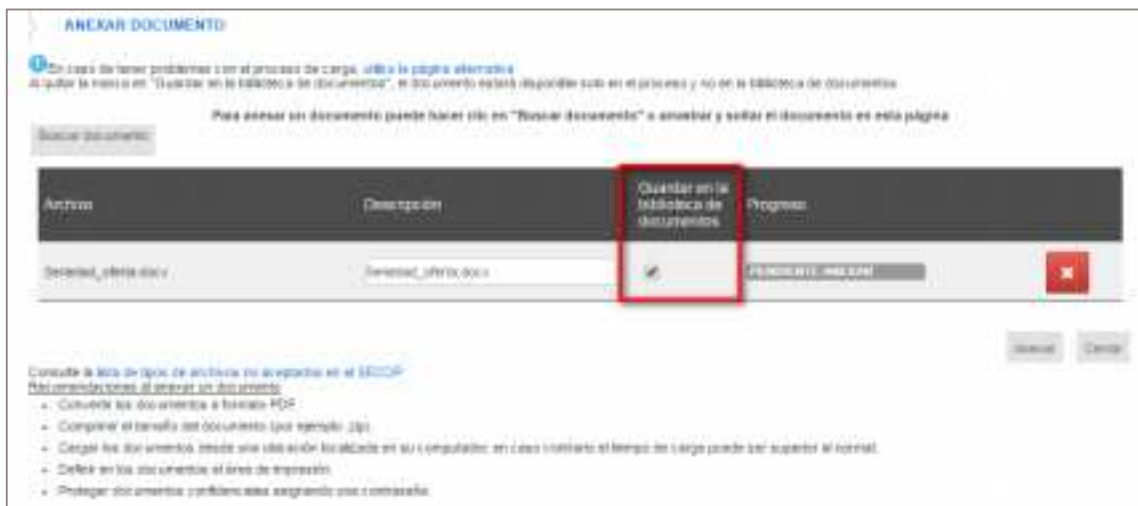 ANEXAR DOCUMENTO
En caso de tener problemas con el proceso de carga, utilice la página alternativa
Al quitar la marca en "Guardar en la biblioteca de documentos", el documento estará disponible solo en el proceso y no en la biblioteca de documentos
Para anexar un documento puede hacer clic en "Buscar documento" o arrastrar y soltar el documento en esta página
Buscar documento
Archivo Descripción Guardar en la biblioteca de documentos Progreso
Seriedad_oferta.docx Seriedad_oferta.docx PENDIENTE ANEXAR
Anexar Cerrar
Consulte la lista de tipos de archivos no aceptados en el SECOP
Recomendaciones al anexar un documento
Convertir los documentos a formato PDF
Comprimir el tamaño del documento (por ejemplo .zip)
Cargar los documentos desde una ubicación localizada en su computador, en caso contrario el tiempo de carga puede ser superior al normal.
Definir en los documentos el área de impresión
Proteger documentos confidenciales asignando una contraseña